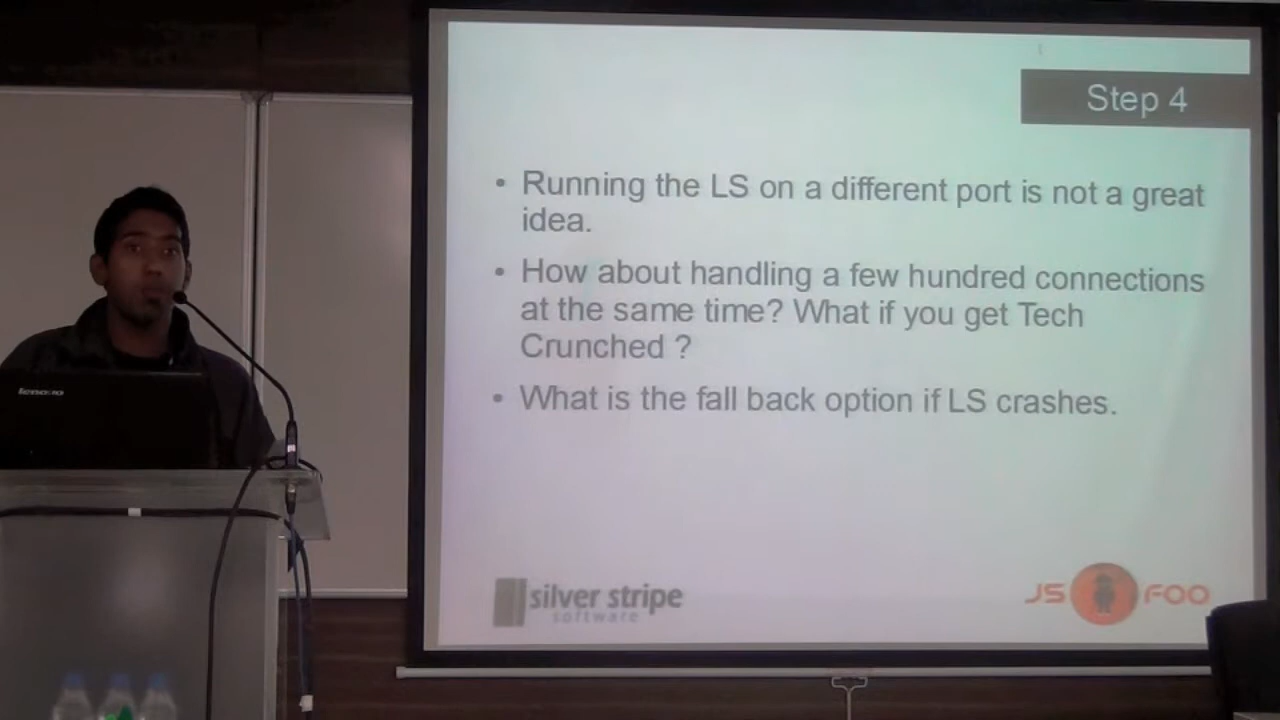 Step 4
• Running the LS on a different port is not a great
idea.
• How about handling a few hundred connections
at the same time? What if you get Tech
Crunched ?
• What is the fall back option if LS crashes.
silver stripe
software
JS FOO
lenovo